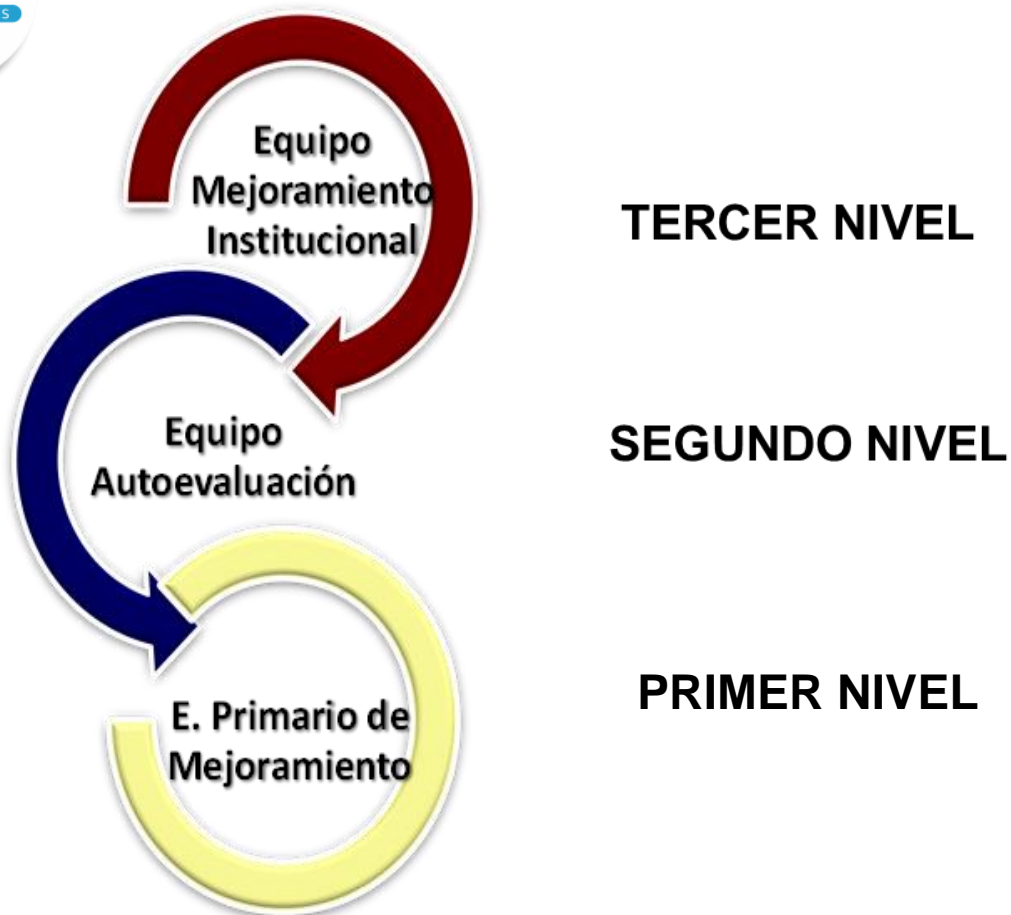 S
Equipo
Mejoramiento
Institucional
TERCER NIVEL
Equipo
Autoevaluación
SEGUNDO NIVEL
E. Primario de
Mejoramiento
PRIMER NIVEL